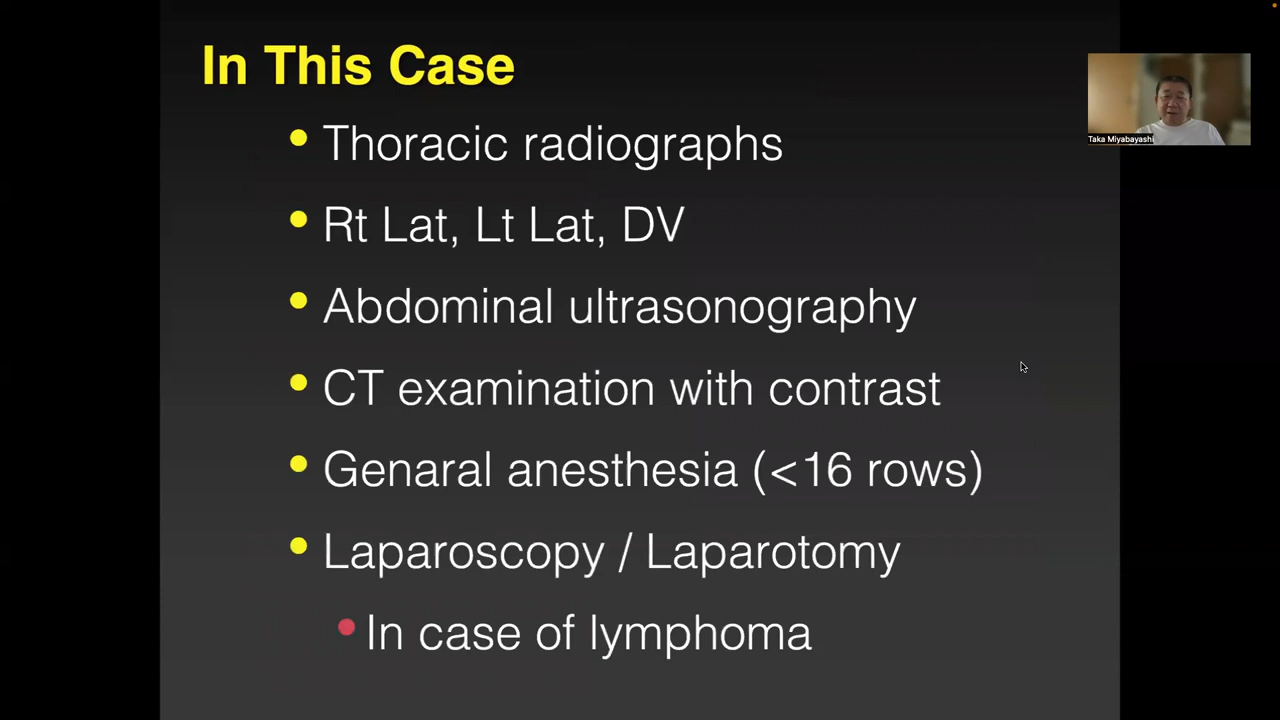 In This Case
Thoracic radiographs
Rt Lat, Lt Lat, DV
Abdominal ultrasonography
CT examination with contrast
Genaral anesthesia (<16 rows)
Laparoscopy / Laparotomy
In case of lymphoma
Taka Miyabayashi